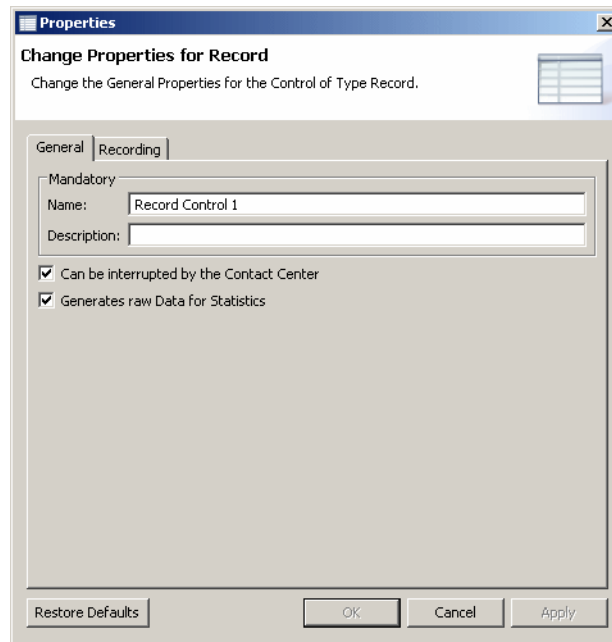 Properties
Change Properties for Record
Change the General Properties for the Control of Type Record.
General Recording
Mandatory
Name: Record Control 1
Description:
Can be interrupted by the Contact Center
Generates raw Data for Statistics
Restore Defaults OK Cancel Apply